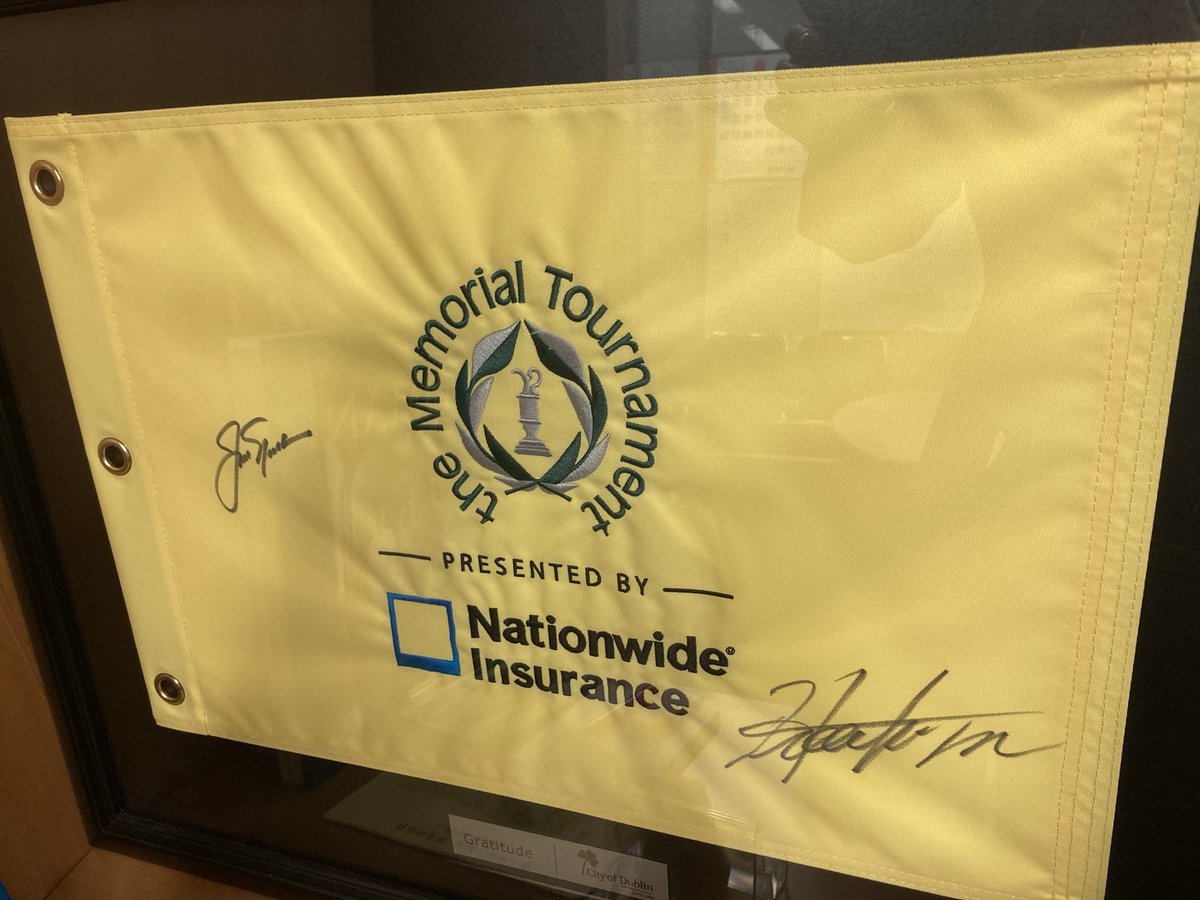 the Memorial Tournament
PRESENTED BY
Nationwide®
Insurance
Gratitude
City of Dublin